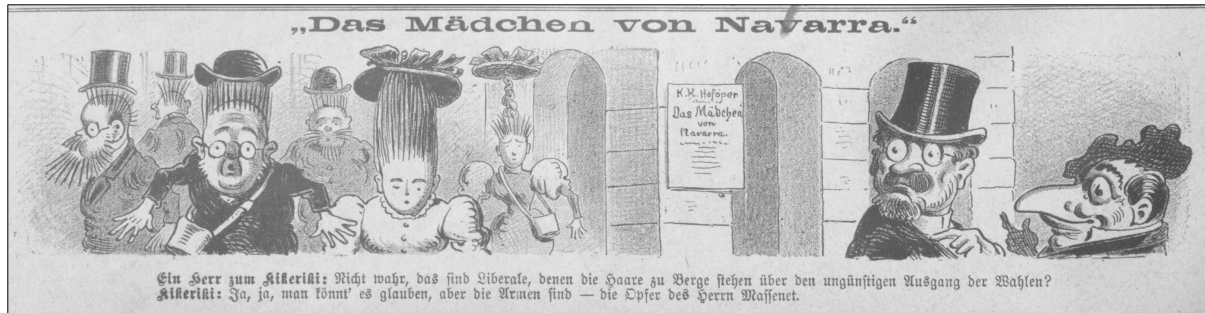 „Das Mädchen von Navarra.“
K.K. Hofoper
Das Mädchen
von
Navarra.
Ein Herr zum Kikeriki: Nicht wahr, das sind Liberale, denen die Haare zu Berge stehen über den ungünstigen Ausgang der Wahlen?
Kikeriki: Ja, ja, man könnt' es glauben, aber die Armen sind — die Opfer des Herrn Massenet.